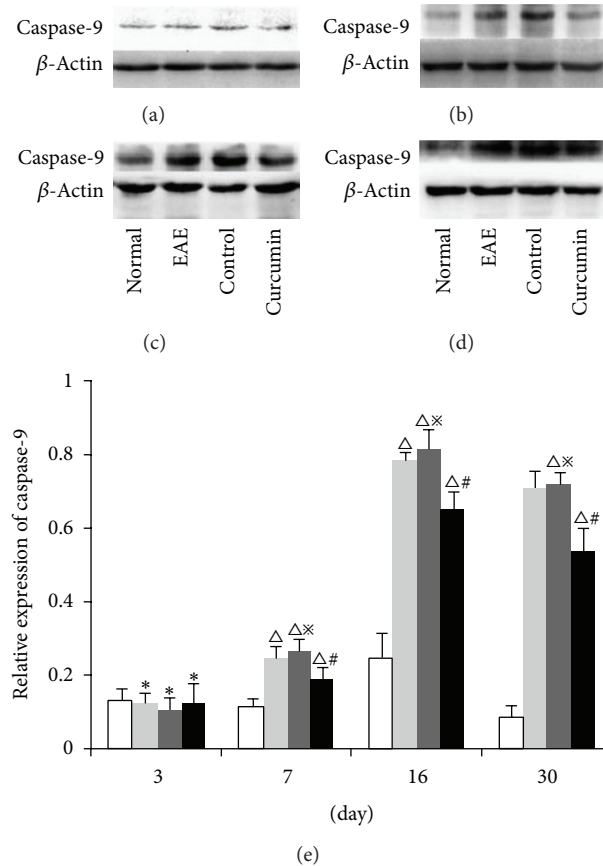 Caspase-9
β-Actin
(a)
Caspase-9
β-Actin
(b)
Caspase-9
β-Actin
Normal
EAE
Control
Curcumin
(c)
Caspase-9
β-Actin
Normal
EAE
Control
Curcumin
(d)
Relative expression of caspase-9
1
0.8
0.6
0.4
0.2
0
* * *
△ △※ △#
△ △※ △#
△※ △#
3 7 16 30
(day)
(e)